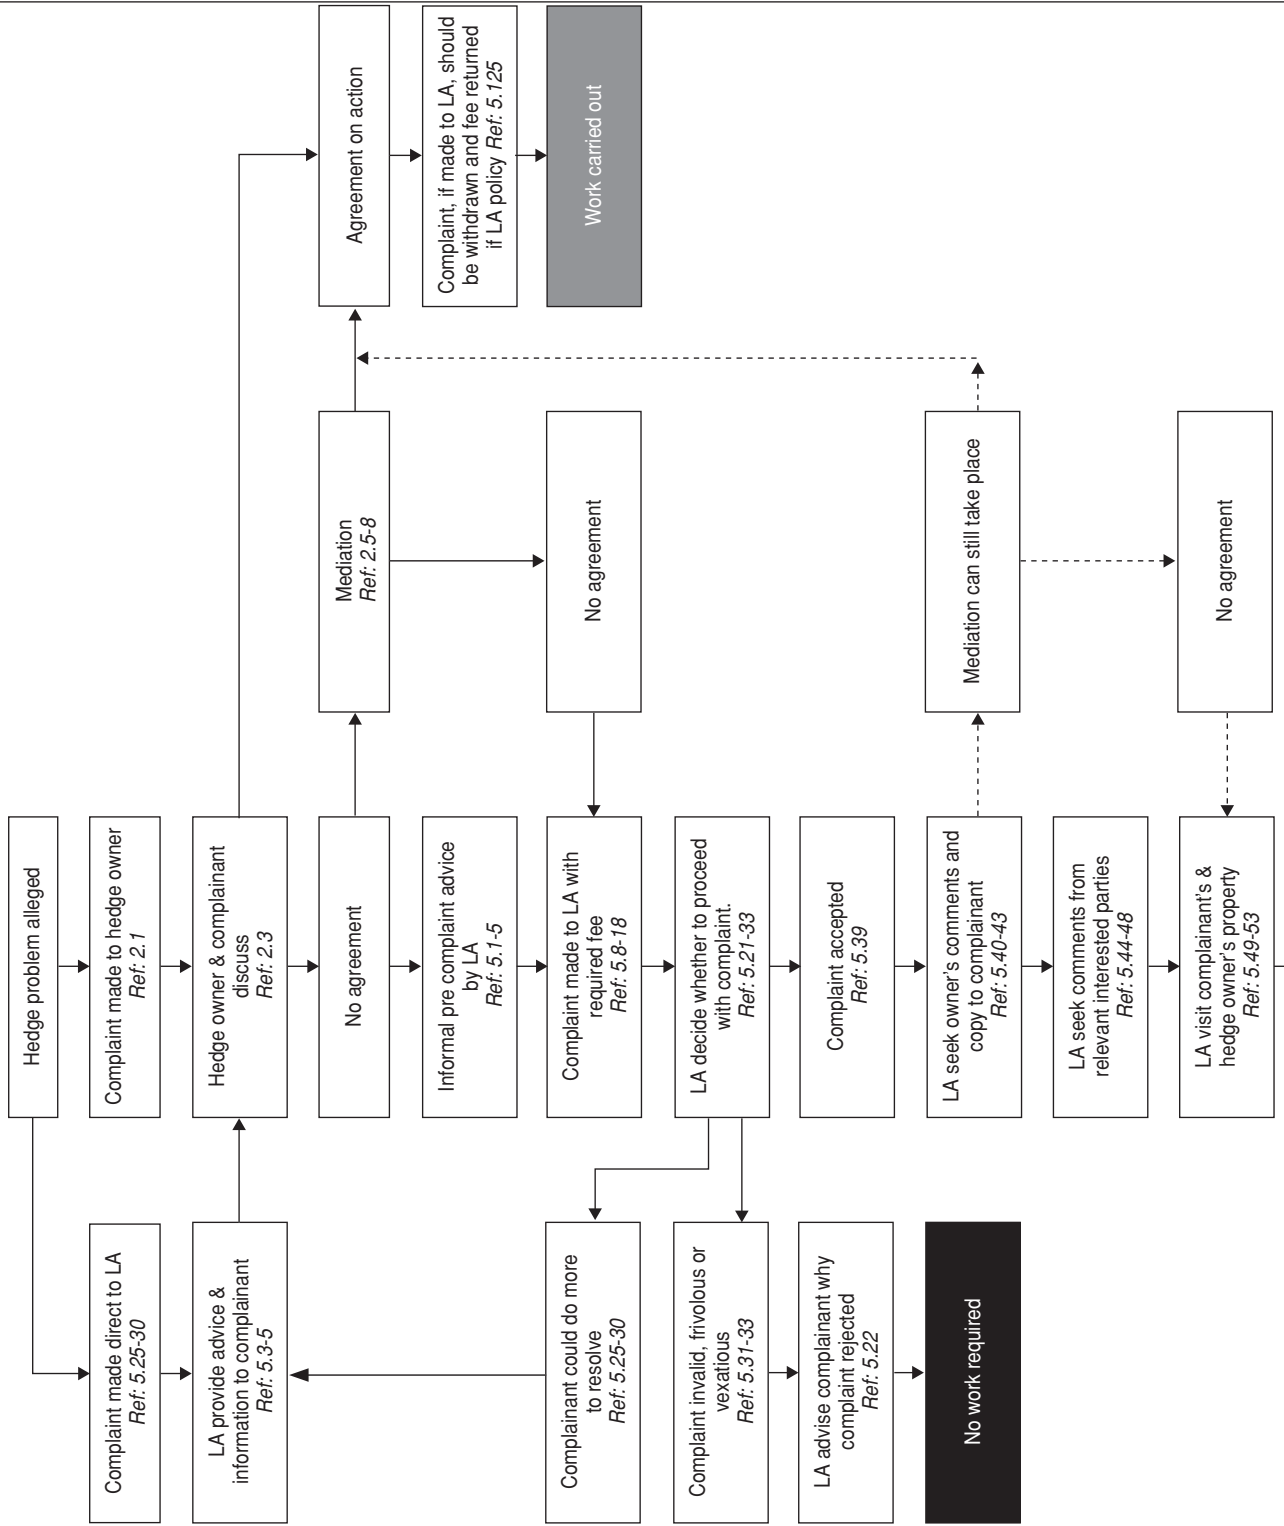 Hedge problem alleged
Complaint made direct to LA
Ref: 5.25-30
Complaint made to hedge owner
Ref: 2.1
LA provide advice &
information to complainant
Ref: 5.3-5
Hedge owner & complainant
discuss
Ref: 2.3
No agreement
Mediation
Ref: 2.5-8
Agreement on action
Informal pre complaint advice
by LA
Ref: 5.1-5
Complaint, if made to LA, should
be withdrawn and fee returned
if LA policy Ref: 5.125
Complainant could do more
to resolve
Ref: 5.25-30
Complaint made to LA with
required fee
Ref: 5.8-18
No agreement
Work carried out
Complaint invalid, frivolous or
vexatious
Ref: 5.31-33
LA decide whether to proceed
with complaint.
Ref: 5.21-33
LA advise complainant why
complaint rejected
Ref: 5.22
Complaint accepted
Ref: 5.39
No work required
LA seek owner's comments and
copy to complainant
Ref: 5.40-43
Mediation can still take place
LA seek comments from
relevant interested parties
Ref: 5.44-48
LA visit complainant's &
hedge owner's property
Ref: 5.49-53
No agreement